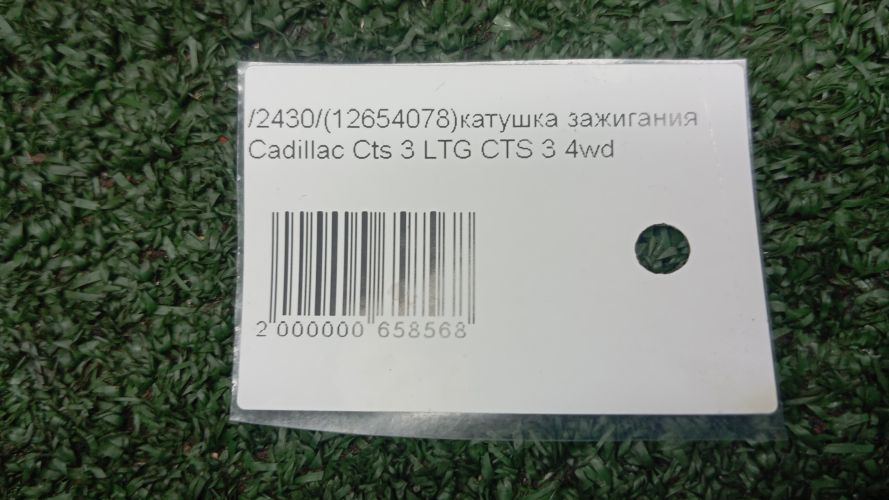 /2430/(12654078)катушка зажигания
Cadillac Cts 3 LTG CTS 3 4wd
2 000000 658568